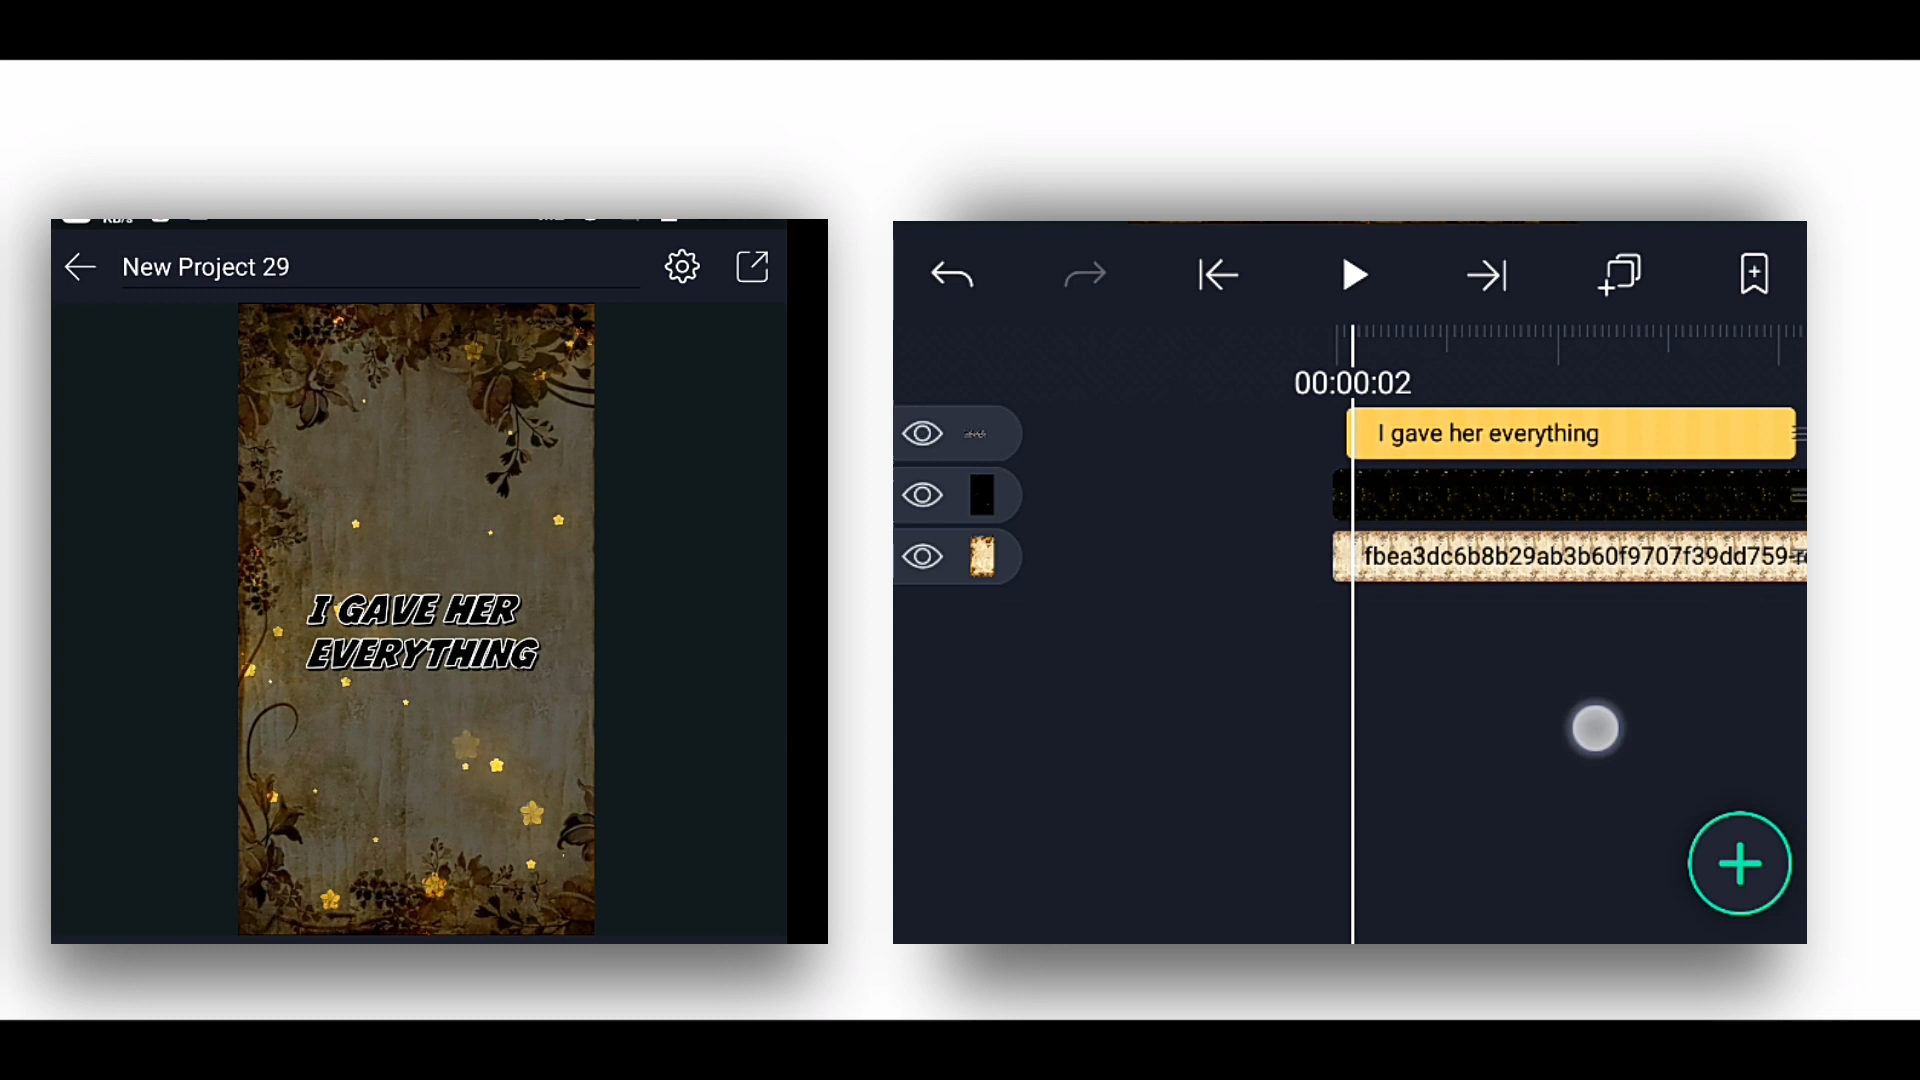 New Project 29
I GAVE HER
EVERYTHING
00:00:02
I gave her everything
fbea3dc6b8b29ab3b60f9707f39dd759